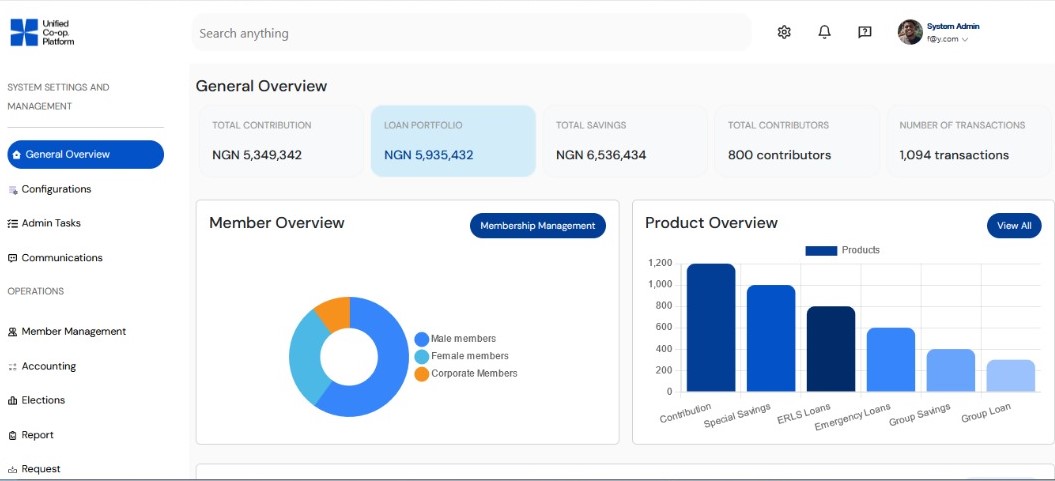 Unified
Co-op.
Platform
Search anything
System Admin
f@y.com
SYSTEM SETTINGS AND
MANAGEMENT
General Overview
Configurations
Admin Tasks
Communications
OPERATIONS
Member Management
Accounting
Elections
Report
Request
General Overview
TOTAL CONTRIBUTION
NGN 5,349,342
LOAN PORTFOLIO
NGN 5,935,432
TOTAL SAVINGS
NGN 6,536,434
TOTAL CONTRIBUTORS
800 contributors
NUMBER OF TRANSACTIONS
1,094 transactions
Member Overview
Membership Management
Male members
Female members
Corporate Members
Product Overview
View All
Products
1,200
1,000
800
600
400
200
0
Contribution
Special Savings
ERLS Loans
Emergency Loans
Group Savings
Group Loan